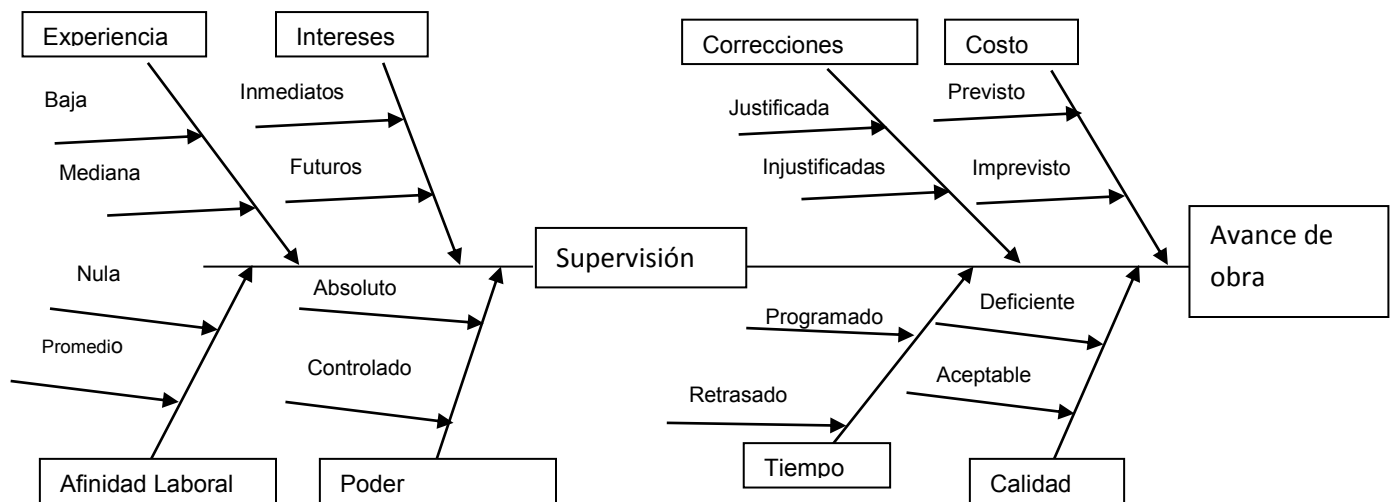 Experiencia
Intereses
Correcciones
Costo
Baja
Inmediatos
Justificada
Previsto
Mediana
Futuros
Injustificadas
Imprevisto
Supervisión
Avance de
obra
Nula
Absoluto
Programado
Deficiente
Promedio
Controlado
Retrasado
Aceptable
Afinidad Laboral
Poder
Tiempo
Calidad